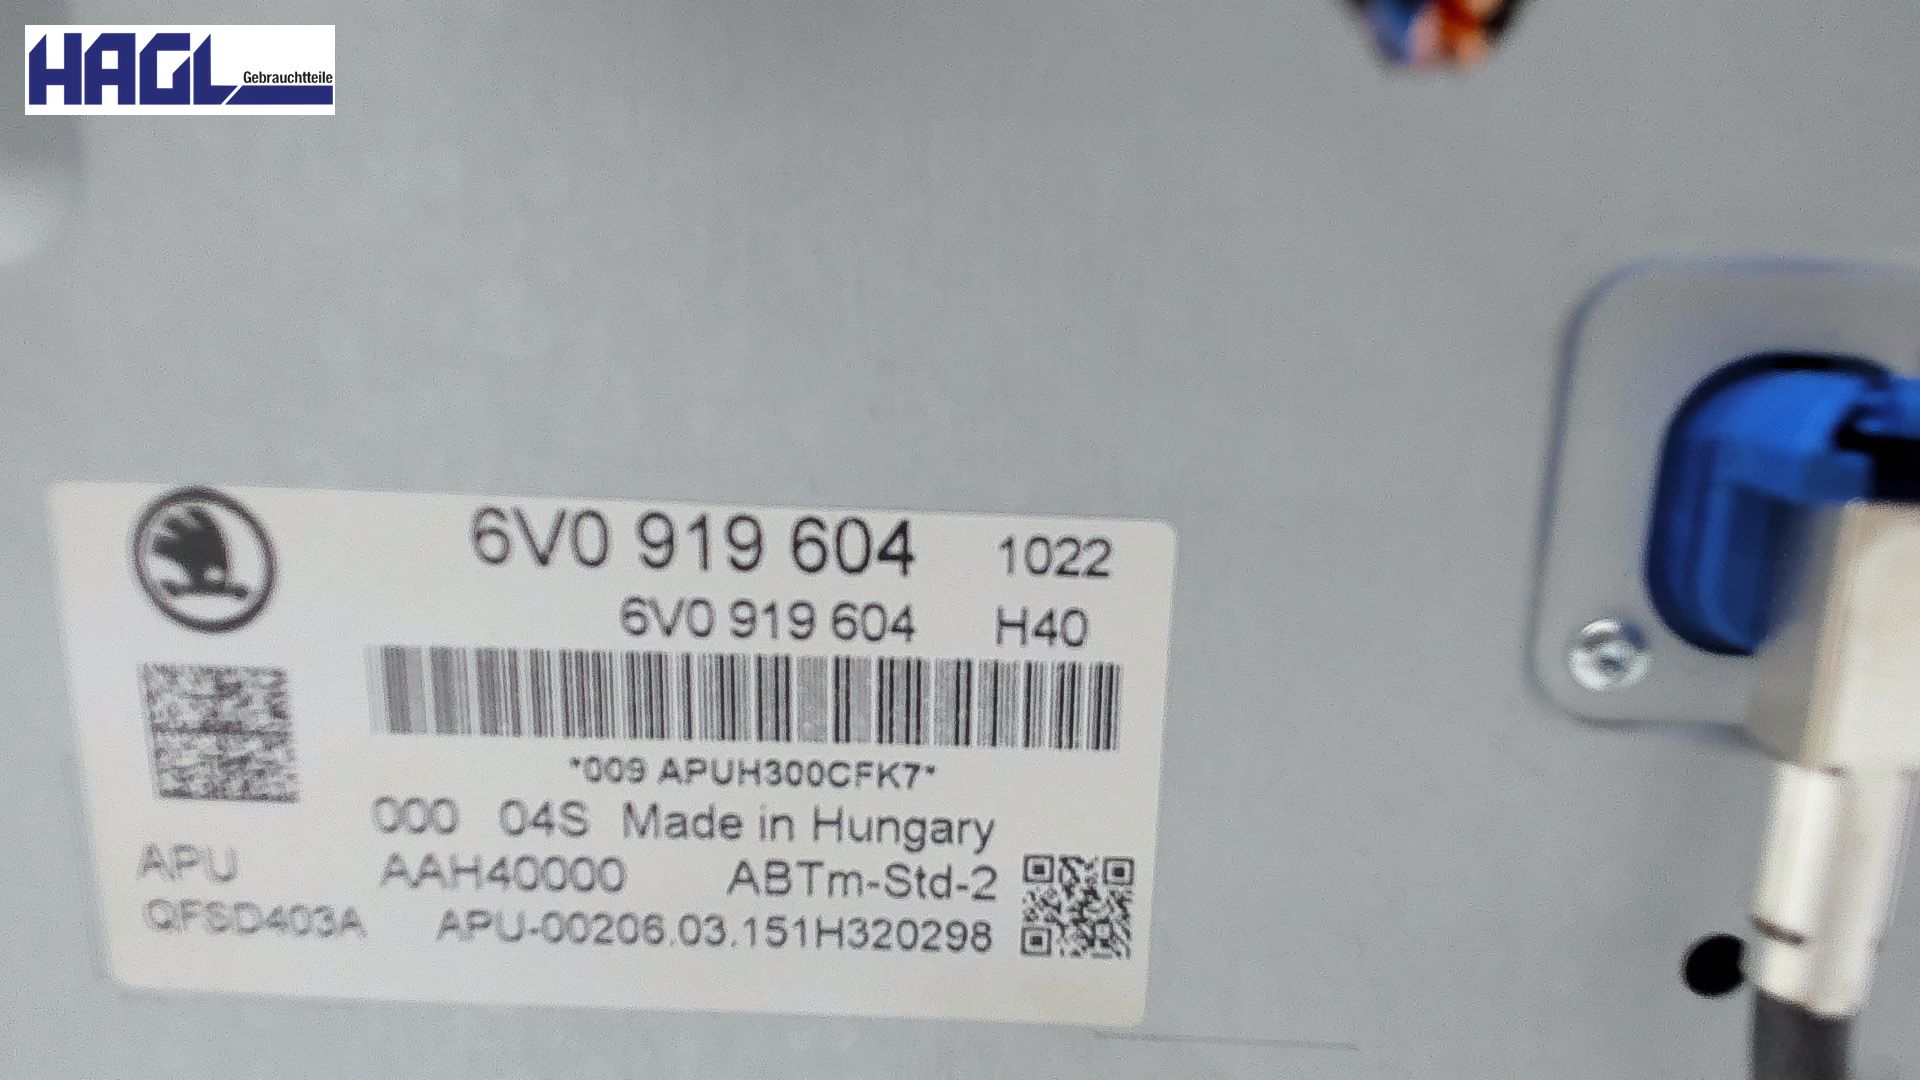 HAGL Gebrauchtteile
6V0 919 604 1022
6V0 919 604 H40
*009 APUH300CFK7*
000 04S Made in Hungary
APU AAH40000 ABTm-Std-2
QFSD403A APU-00206.03.151H320298